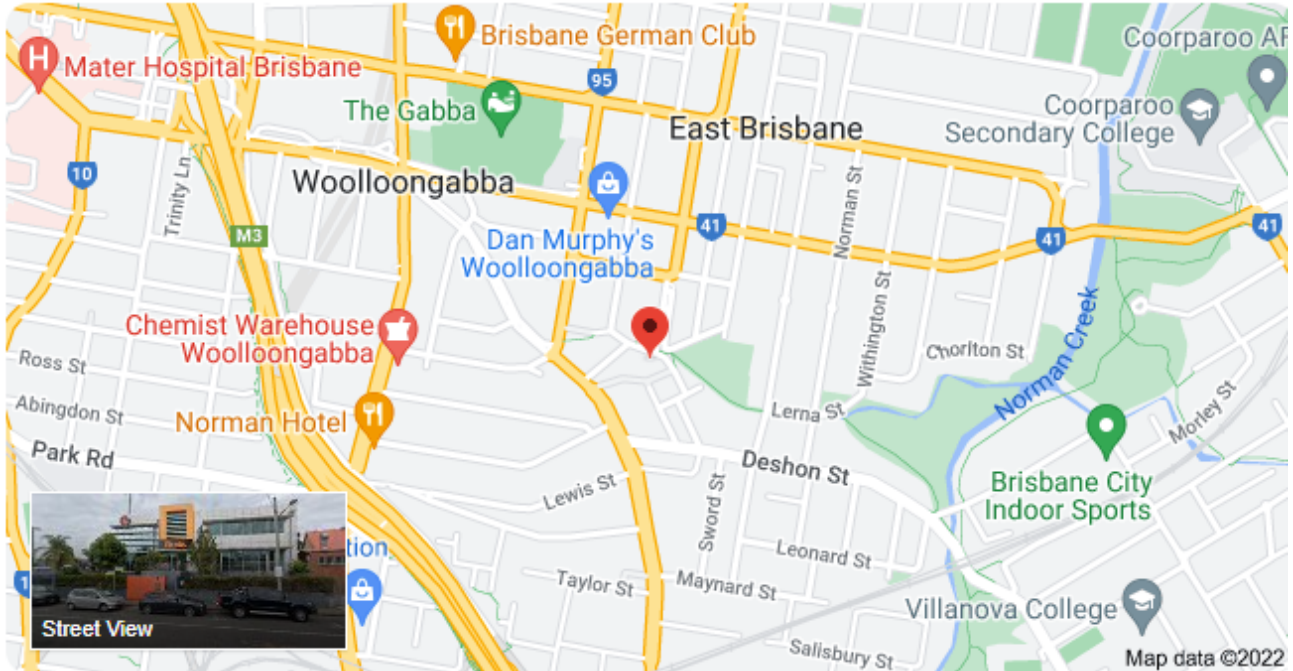 Brisbane German Club
Coorparoo AF
H
Mater Hospital Brisbane
95
The Gabba
Coorparoo
Secondary College
East Brisbane
10
Trinity Ln
Woolloongabba
Norman St
M3
41
41
41
Dan Murphy's
Woolloongabba
Withington St
Norman Creek
Chemist Warehouse
Woolloongabba
Chorlton St
Ross St
Abingdon St
Norman Hotel
Lerna St
Morley St
Park Rd
Deshon St
Lewis St
Sword St
Brisbane City
Indoor Sports
tion
Leonard St
1
Taylor St
Maynard St
Villanova College
Street View
Salisbury St
Map data ©2022